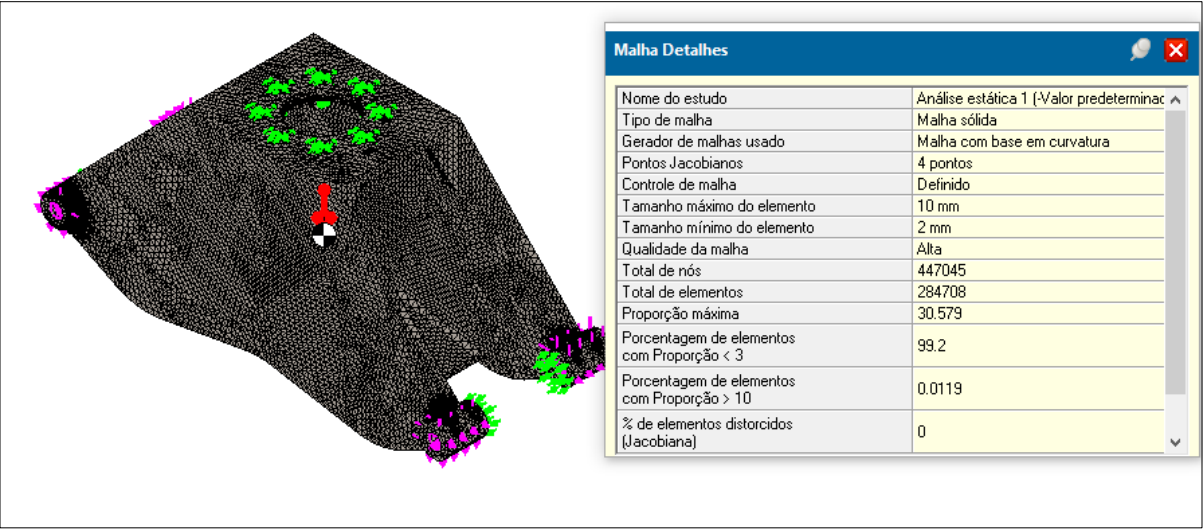 Malha Detalhes
Nome do estudo Análise estática 1 (-Valor predeterminac
Tipo de malha Malha sólida
Gerador de malhas usado Malha com base em curvatura
Pontos Jacobianos 4 pontos
Controle de malha Definido
Tamanho máximo do elemento 10 mm
Tamanho mínimo do elemento 2 mm
Qualidade da malha Alta
Total de nós 447045
Total de elementos 284708
Proporção máxima 30.579
Porcentagem de elementos
com Proporção < 3 99.2
Porcentagem de elementos
com Proporção > 10 0.0119
% de elementos distorcidos
(Jacobiana) 0